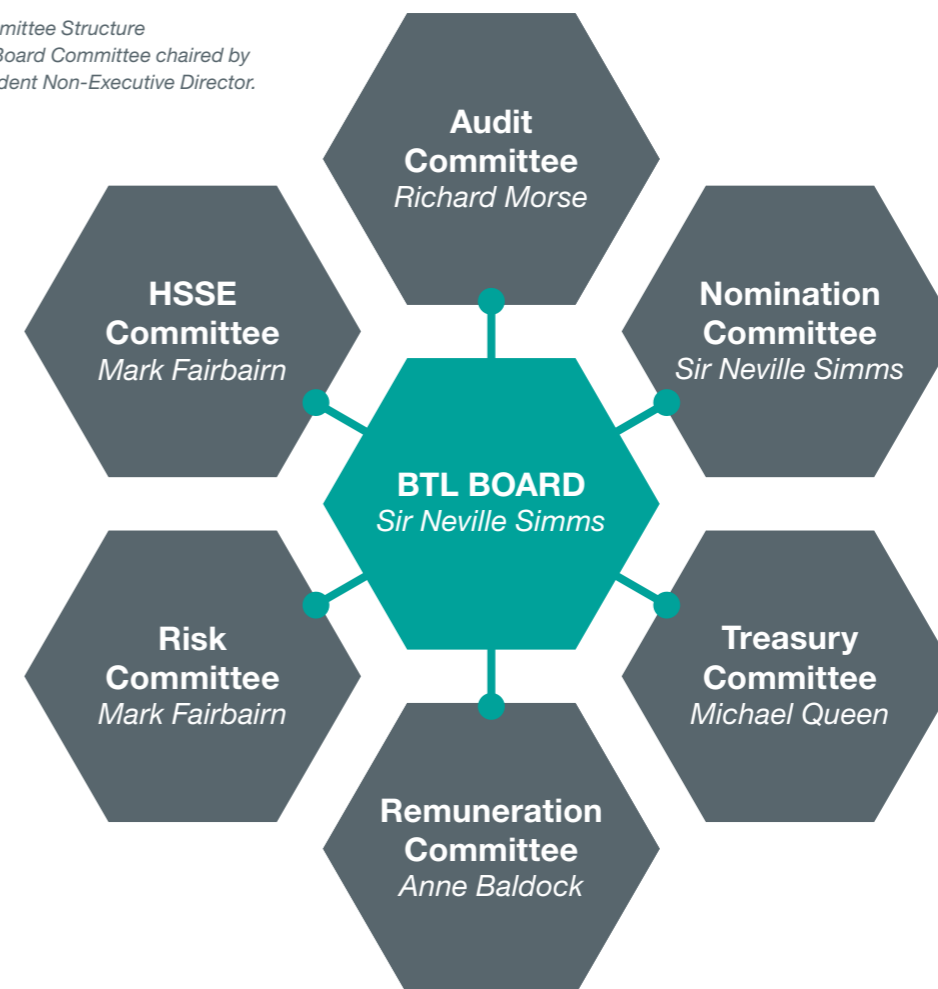 mmittee Structure
Board Committee chaired by
dent Non-Executive Director.
Audit
Committee
Richard Morse
HSSE
Committee
Mark Fairbairn
Nomination
Committee
Sir Neville Simms
BTL BOARD
Sir Neville Simms
Risk
Committee
Mark Fairbairn
Treasury
Committee
Michael Queen
Remuneration
Committee
Anne Baldock